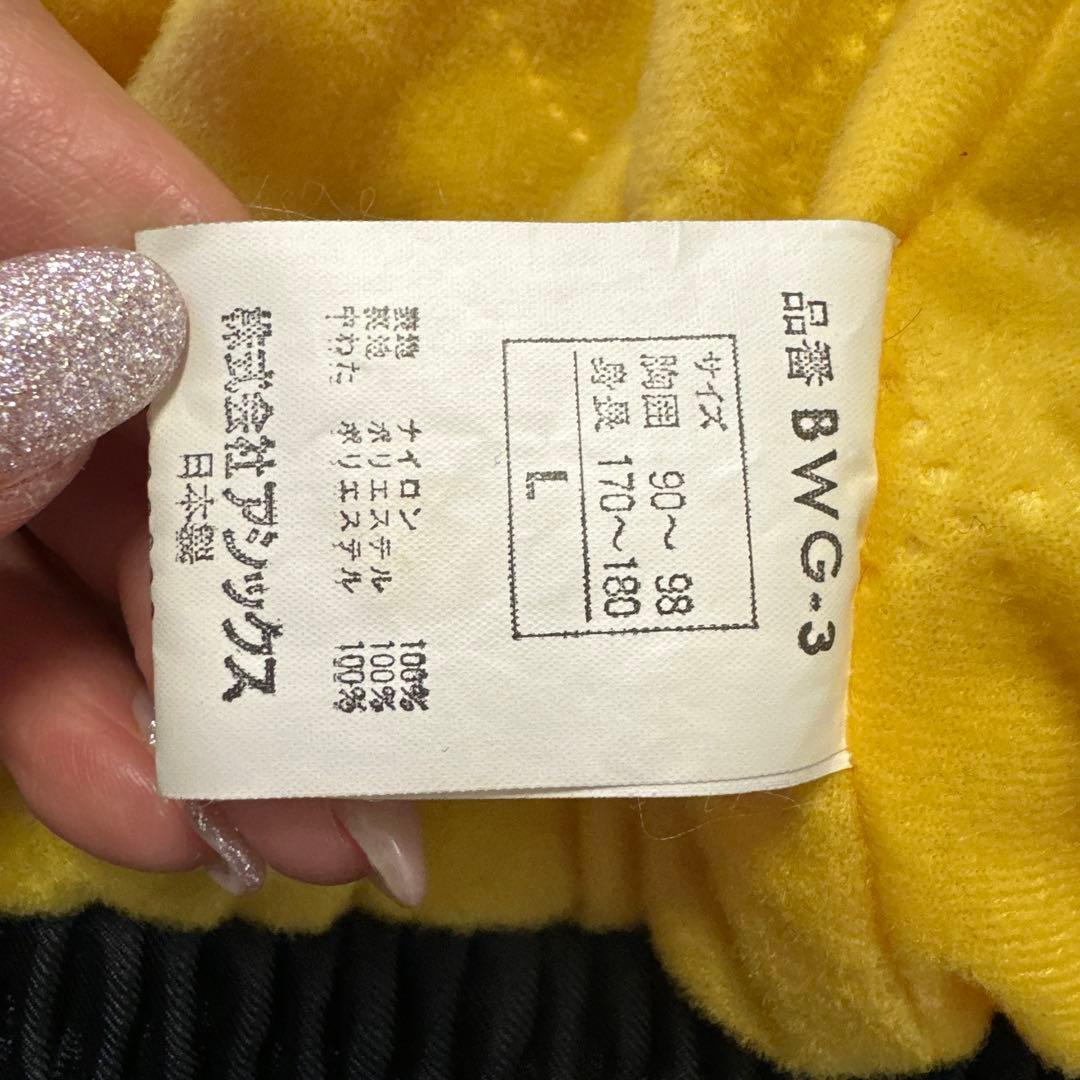 品番 BWG-3
サイズ
胸囲 90〜 98
身長 170〜180
L
表地 ナイロン 100%
裏地 ポリエステル 100%
中わた ポリエステル 100%
株式会社アシックス
日本製